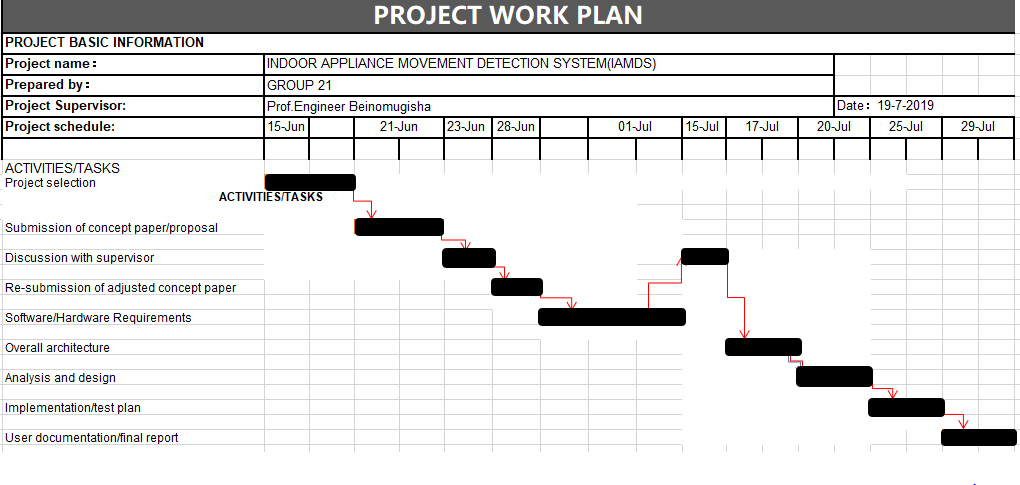 PROJECT WORK PLAN
PROJECT BASIC INFORMATION
Project name：
INDOOR APPLIANCE MOVEMENT DETECTION SYSTEM(IAMDS)
Prepared by：
GROUP 21
Project Supervisor:
Prof.Engineer Beinomugisha
Date：19-7-2019
Project schedule:
15-Jun 21-Jun 23-Jun 28-Jun 01-Jul 15-Jul 17-Jul 20-Jul 25-Jul 29-Jul
ACTIVITIES/TASKS
Project selection
ACTIVITIES/TASKS
Submission of concept paper/proposal
Discussion with supervisor
Re-submission of adjusted concept paper
Software/Hardware Requirements
Overall architecture
Analysis and design
Implementation/test plan
User documentation/final report